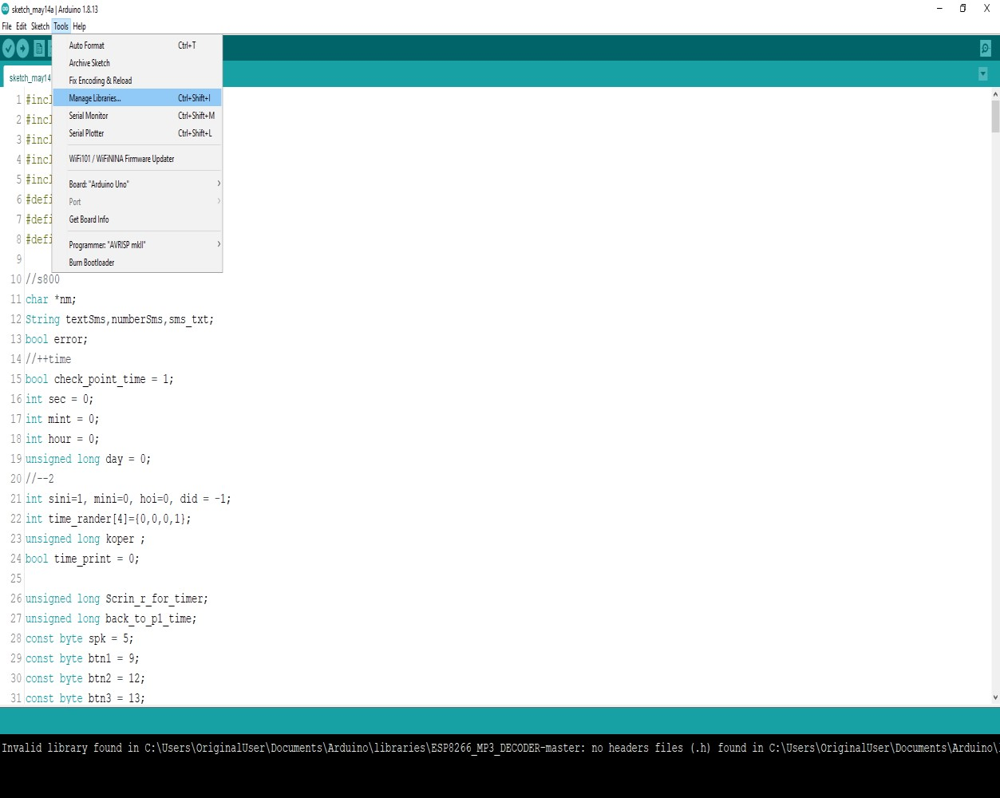 sketch_may14a | Arduino 1.8.13
File Edit Sketch Tools Help
Auto Format Ctrl+T
Archive Sketch
Fix Encoding & Reload
Manage Libraries... Ctrl+Shift+I
Serial Monitor Ctrl+Shift+M
Serial Plotter Ctrl+Shift+L
WiFi101 / WiFiNINA Firmware Updater
Board: "Arduino Uno"
Port
Get Board Info
Programmer: "AVRISP mkII"
Burn Bootloader
sketch_may14
1 #incl
2 #incl
3 #incl
4 #incl
5 #incl
6 #defi
7 #defi
8 #defi
9
10 //s800
11 char *nm;
12 String textSms,numberSms,sms_txt;
13 bool error;
14 //++time
15 bool check_point_time = 1;
16 int sec = 0;
17 int mint = 0;
18 int hour = 0;
19 unsigned long day = 0;
20 //--2
21 int sini=1, mini=0, hoi=0, did = -1;
22 int time_rander[4]={0,0,0,1};
23 unsigned long koper ;
24 bool time_print = 0;
25
26 unsigned long Scrin_r_for_timer;
27 unsigned long back_to_p1_time;
28 const byte spk = 5;
29 const byte btn1 = 9;
30 const byte btn2 = 12;
31 const byte btn3 = 13;
Invalid library found in C:\Users\OriginalUser\Documents\Arduino\libraries\ESP8266_MP3_DECODER-master: no headers files (.h) found in C:\Users\OriginalUser\Documents\Arduino\